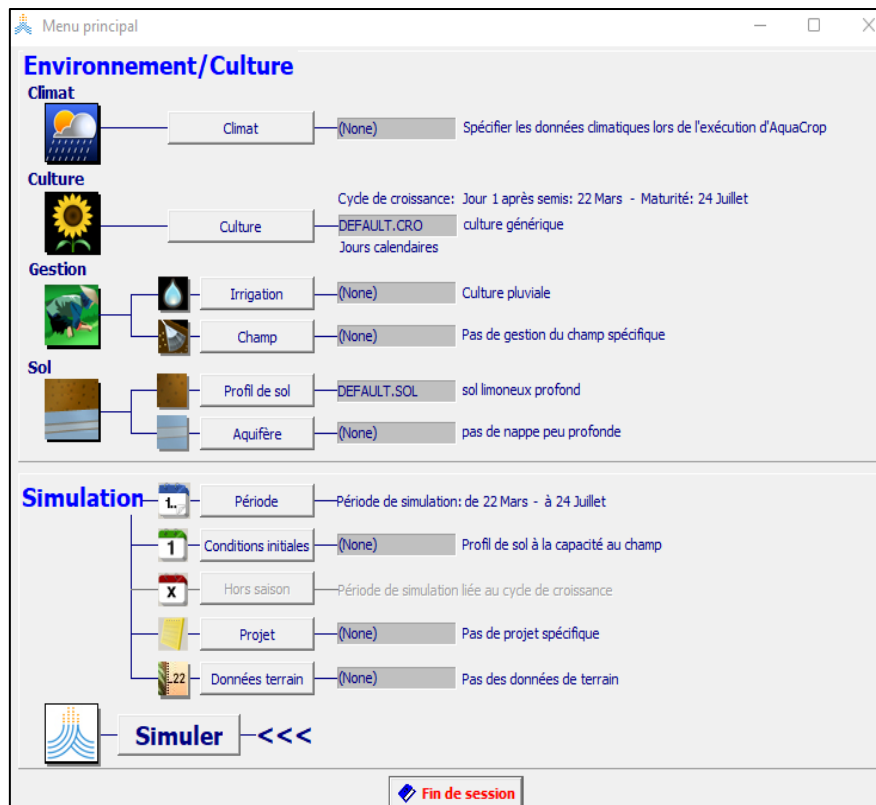 Menu principal
Environnement/Culture
Climat
Climat (None) Spécifier les données climatiques lors de l'exécution d'AquaCrop
Culture
Cycle de croissance: Jour 1 après semis: 22 Mars - Maturité: 24 Juillet
Culture DEFAULT.CRO culture générique
Jours calendaires
Gestion
Irrigation (None) Culture pluviale
Champ (None) Pas de gestion du champ spécifique
Sol
Profil de sol DEFAULT.SOL sol limoneux profond
Aquifère (None) pas de nappe peu profonde
Simulation 1.. Période Période de simulation: de 22 Mars - à 24 Juillet
1 Conditions initiales (None) Profil de sol à la capacité au champ
X Hors saison Période de simulation liée au cycle de croissance
Projet (None) Pas de projet spécifique
..22 Données terrain (None) Pas des données de terrain
Simuler <<<
Fin de session